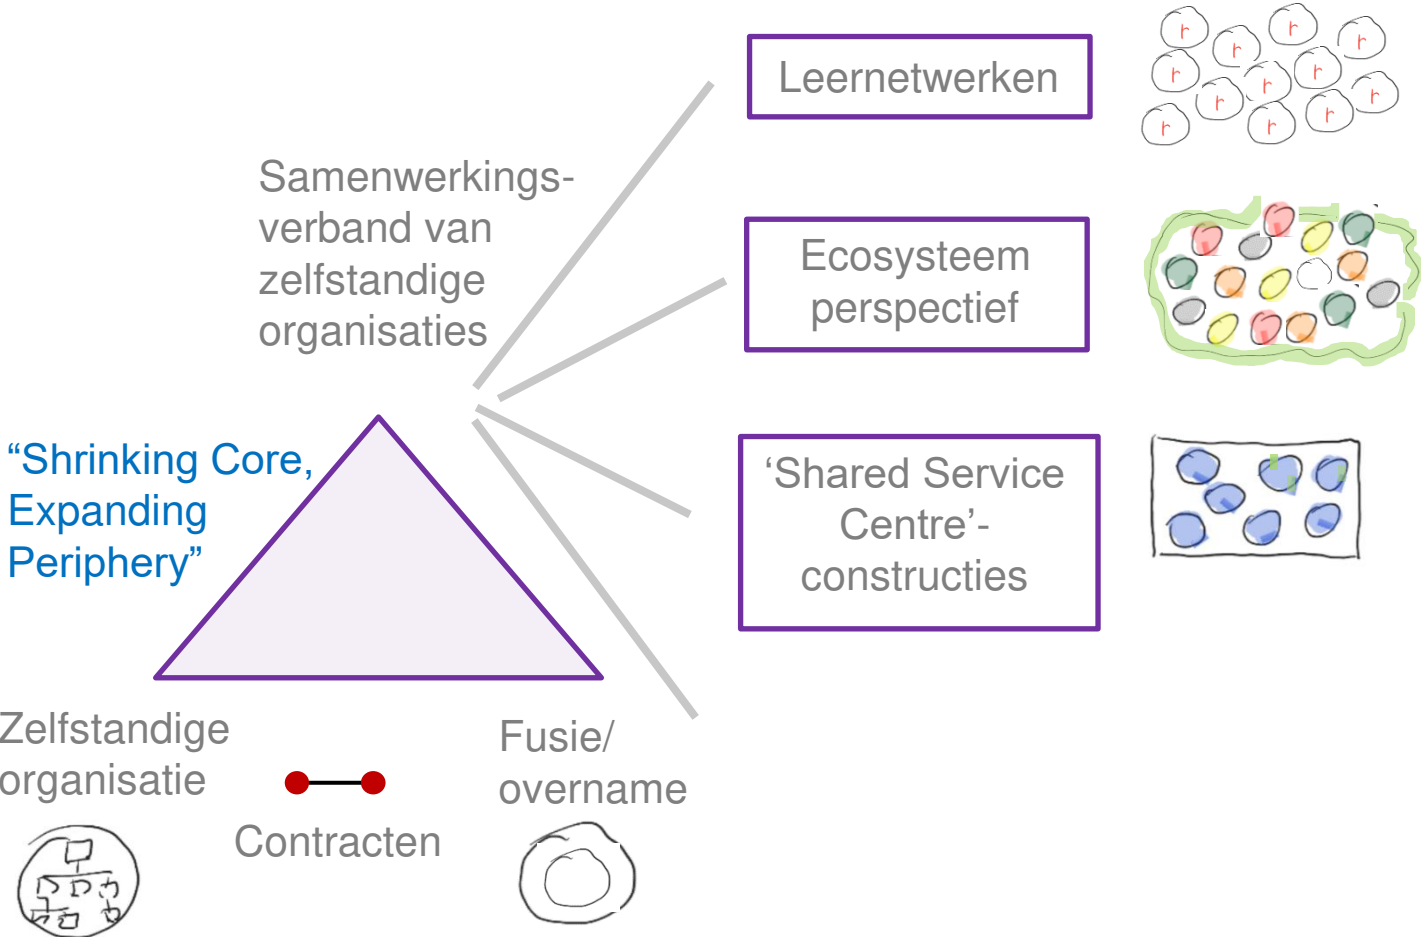 Leernetwerken
r r r r
r r r r
r r r r
Samenwerkings-
verband van
zelfstandige
organisaties
Ecosysteem
perspectief
“Shrinking Core,
Expanding
Periphery”
‘Shared Service
Centre’-
constructies
Zelfstandige
organisatie
Contracten
Fusie/
overname